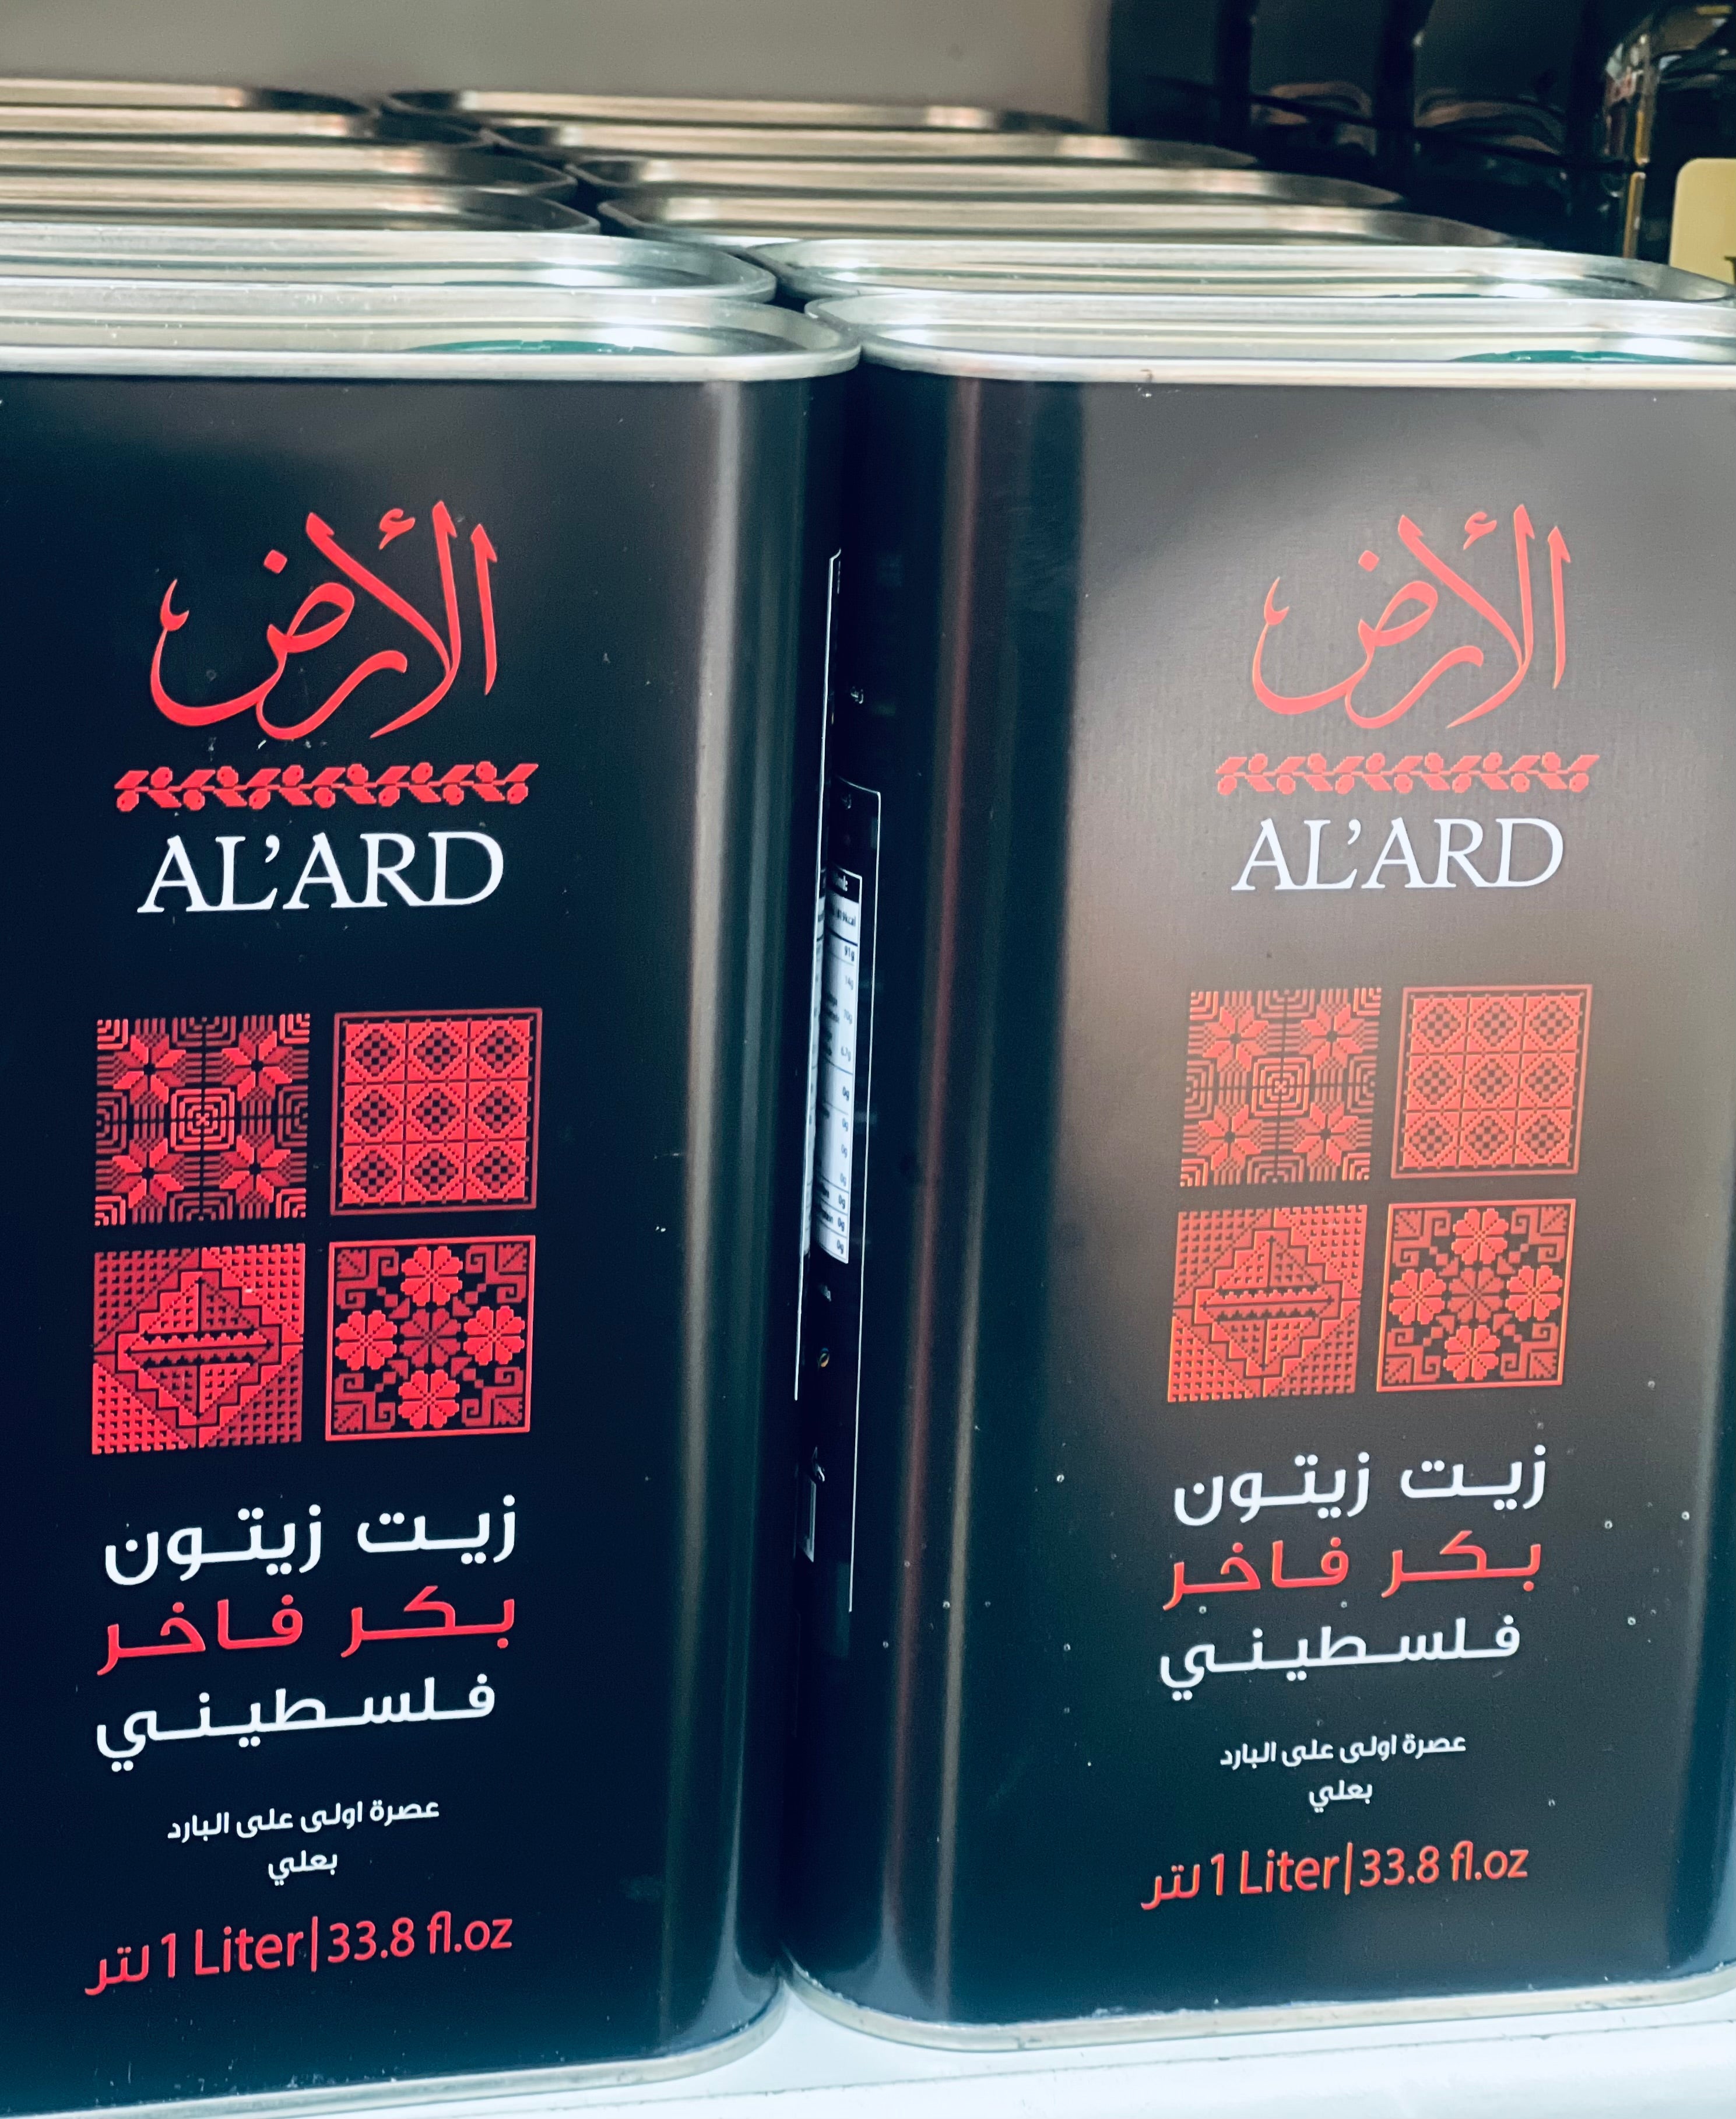 الأرض
AL'ARD
زيت زيتون
بكر فاخر
فلسطيني
عصرة اولى على البارد
بعلي
لتر 1 Liter|33.8 fl.oz
الأرض
AL'ARD
زيت زيتون
بكر فاخر
فلسطيني
عصرة اولى على البارد
بعلي
لتر 1 Liter|33.8 fl.oz